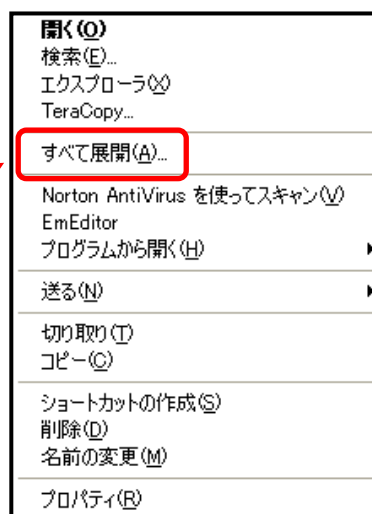 開く(O)
検索(E)...
エクスプローラ(X)
TeraCopy...
すべて展開(A)...
Norton AntiVirus を使ってスキャン(V)
EmEditor
プログラムから開く(H)
送る(N)
切り取り(T)
コピー(C)
ショートカットの作成(S)
削除(D)
名前の変更(M)
プロパティ(R)